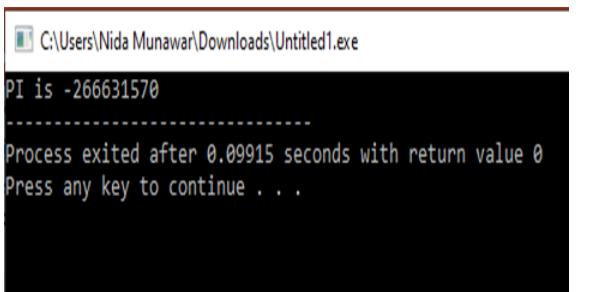 C:\Users\Nida Munawar\Downloads\Untitled1.exe
PI is -266631570
--------------------------------
Process exited after 0.09915 seconds with return value 0
Press any key to continue . . .